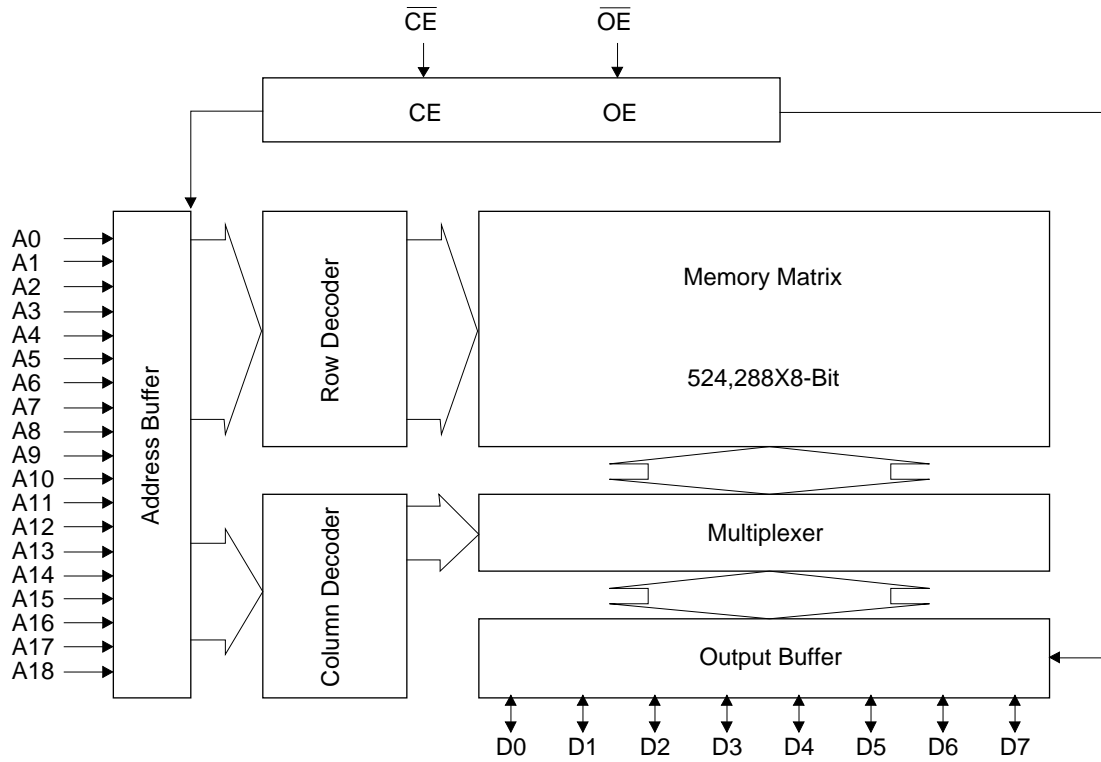 CE OE
CE OE
A0
A1
A2
A3
A4
A5
A6
A7
A8
A9
A10
A11
A12
A13
A14
A15
A16
A17
A18
Address Buffer
Row Decoder
Column Decoder
Memory Matrix
524,288X8-Bit
Multiplexer
Output Buffer
D0 D1 D2 D3 D4 D5 D6 D7